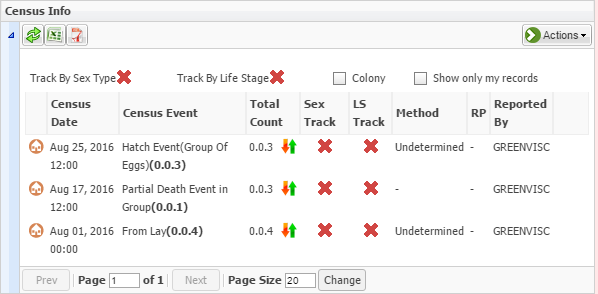 Census Info
Actions
Track By Sex Type Track By Life Stage Colony Show only my records
Census Date Census Event Total Count Sex Track LS Track Method RP Reported By
Aug 25, 2016 12:00 Hatch Event(Group Of Eggs)(0.0.3) 0.0.3 Undetermined - GREENVISC
Aug 17, 2016 12:00 Partial Death Event in Group(0.0.1) 0.0.3 - - GREENVISC
Aug 01, 2016 00:00 From Lay(0.0.4) 0.0.4 Undetermined - GREENVISC
Prev Page 1 of 1 Next Page Size 20 Change